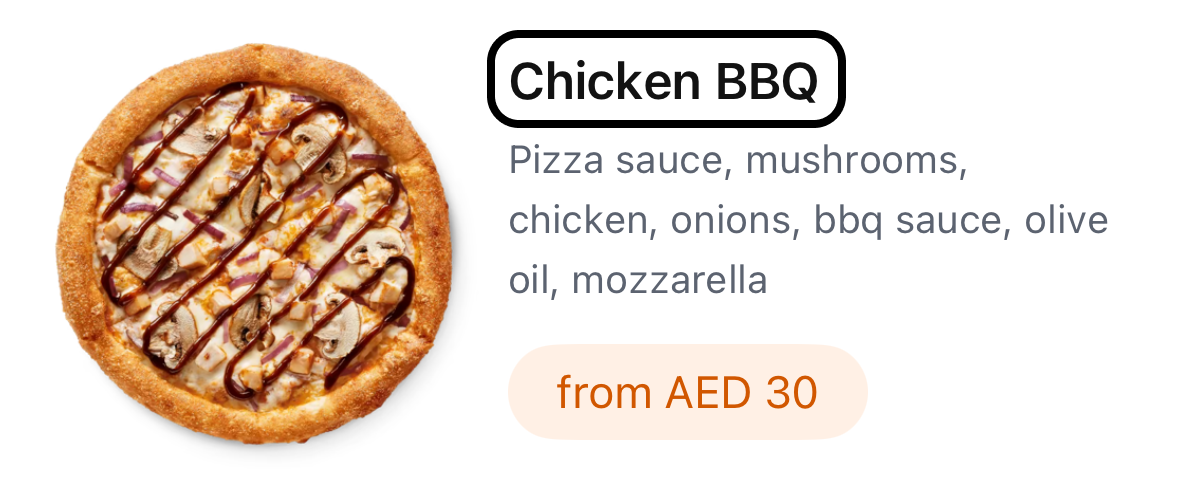 Chicken BBQ
Pizza sauce, mushrooms,
chicken, onions, bbq sauce, olive
oil, mozzarella
from AED 30